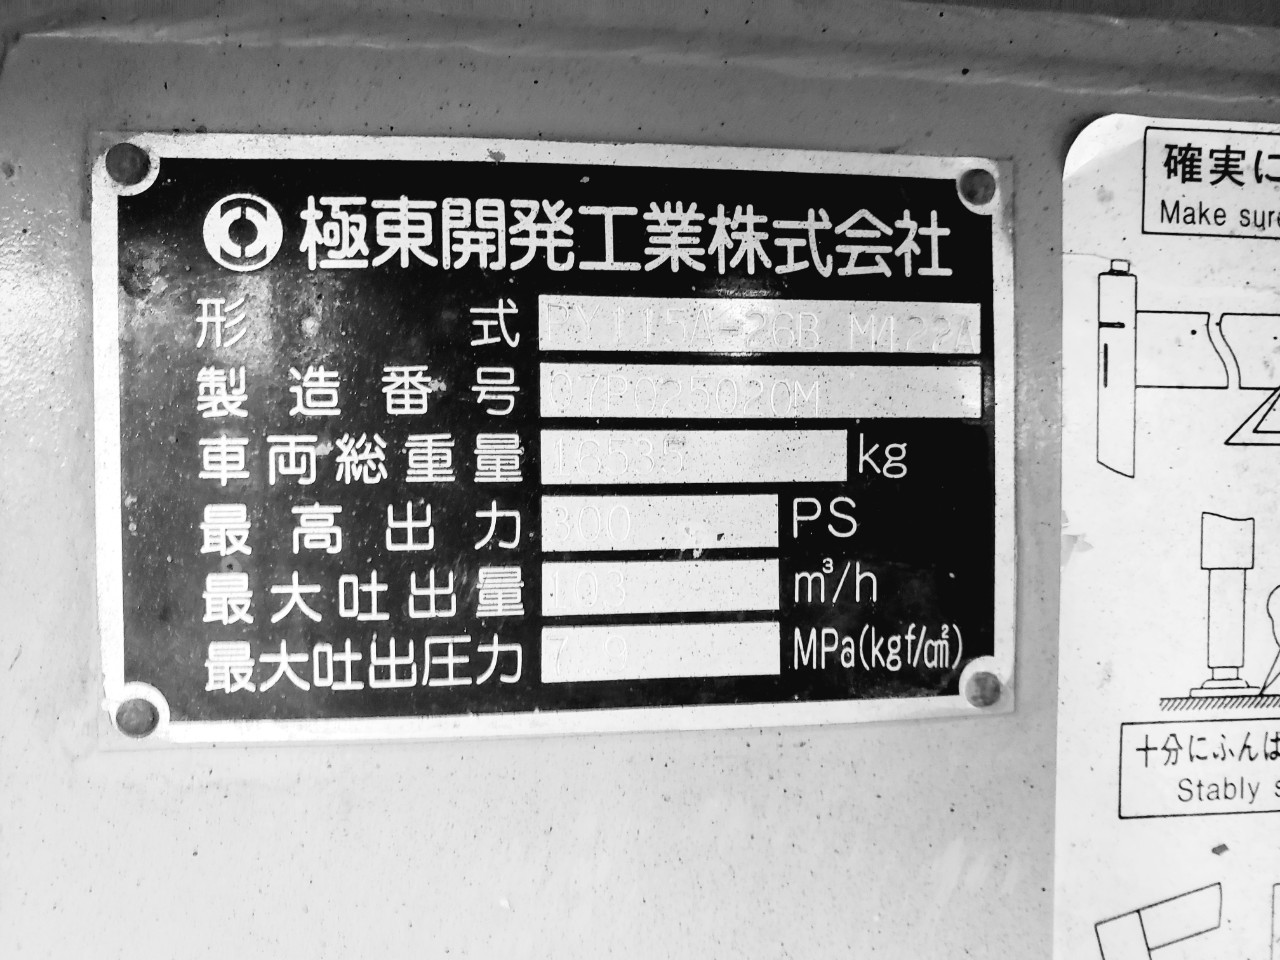 極東開発工業株式会社
形式 PY115A-26B M422A
製造番号 07P025020M
車両総重量 kg
最高出力 300 PS
最大吐出量 103 m³/h
最大吐出圧力 7.9 MPa(kgf/cm²)
確実に
Make sure
十分にふんば
Stably